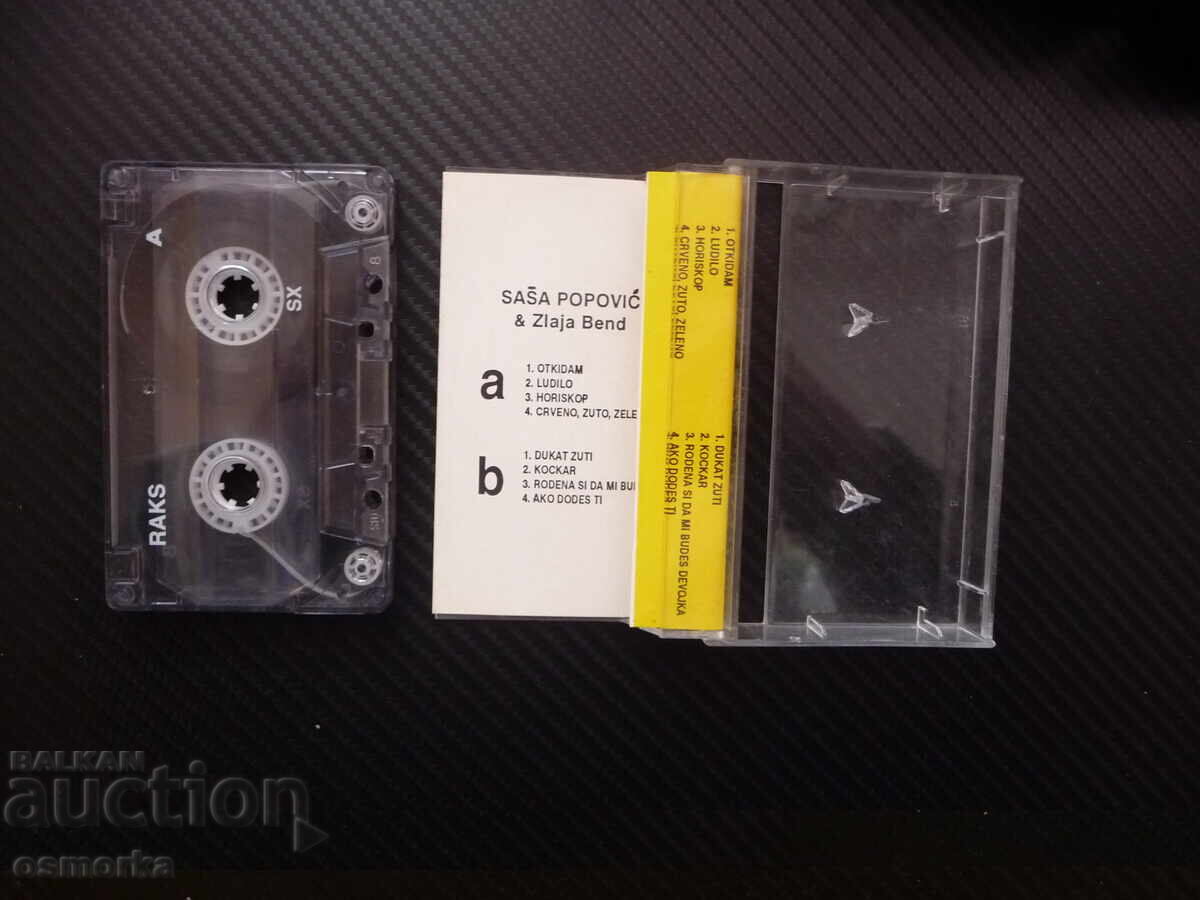 A
SX
RAKS
8
SAŠA POPOVIĆ
& Zlaja Bend
a
1. OTKIDAM
2. LUDILO
3. HORISKOP
4. CRVENO, ZUTO, ZELE
b
1. DUKAT ZUTI
2. KOCKAR
3. RODENA SI DA MI BU
4. AKO DODES TI
1. OTKIDAM
2. LUDILO
3. HORISKOP
4. CRVENO, ZUTO, ZELENO
1. DUKAT ZUTI
2. KOCKAR
3. RODENA SI DA MI BUDES DEVOJKA
4. AKO DODES TI
BALKAN
auction
osmorka